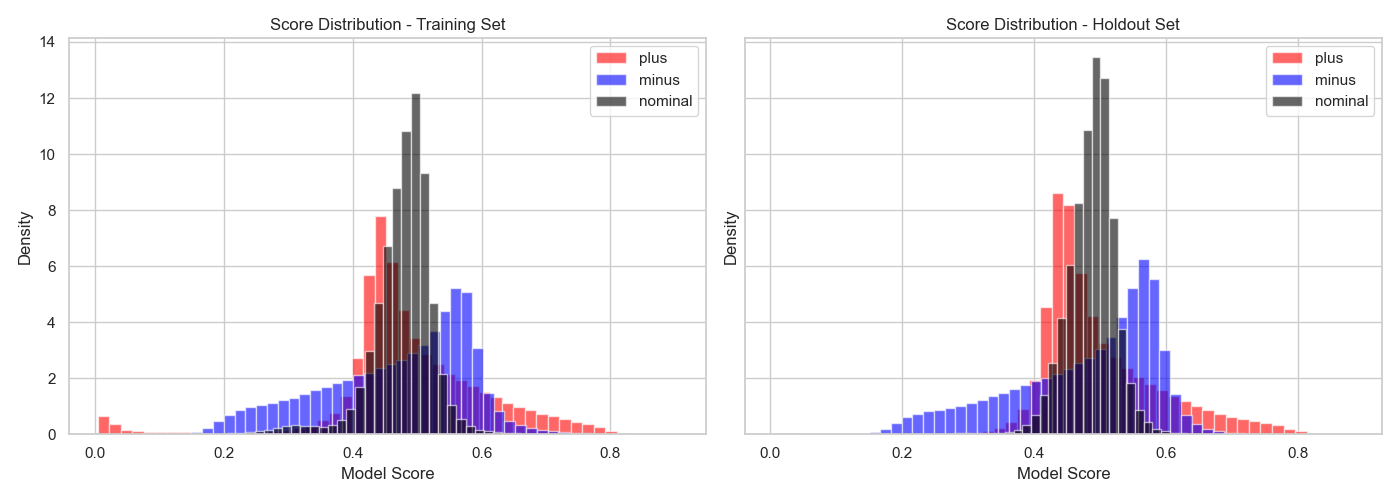 Score Distribution - Training Set
14
12
10
8
6
4
2
0
Density
0.0 0.2 0.4 0.6 0.8
Model Score
plus
minus
nominal
Score Distribution - Holdout Set
Density
0.0 0.2 0.4 0.6 0.8
Model Score
plus
minus
nominal